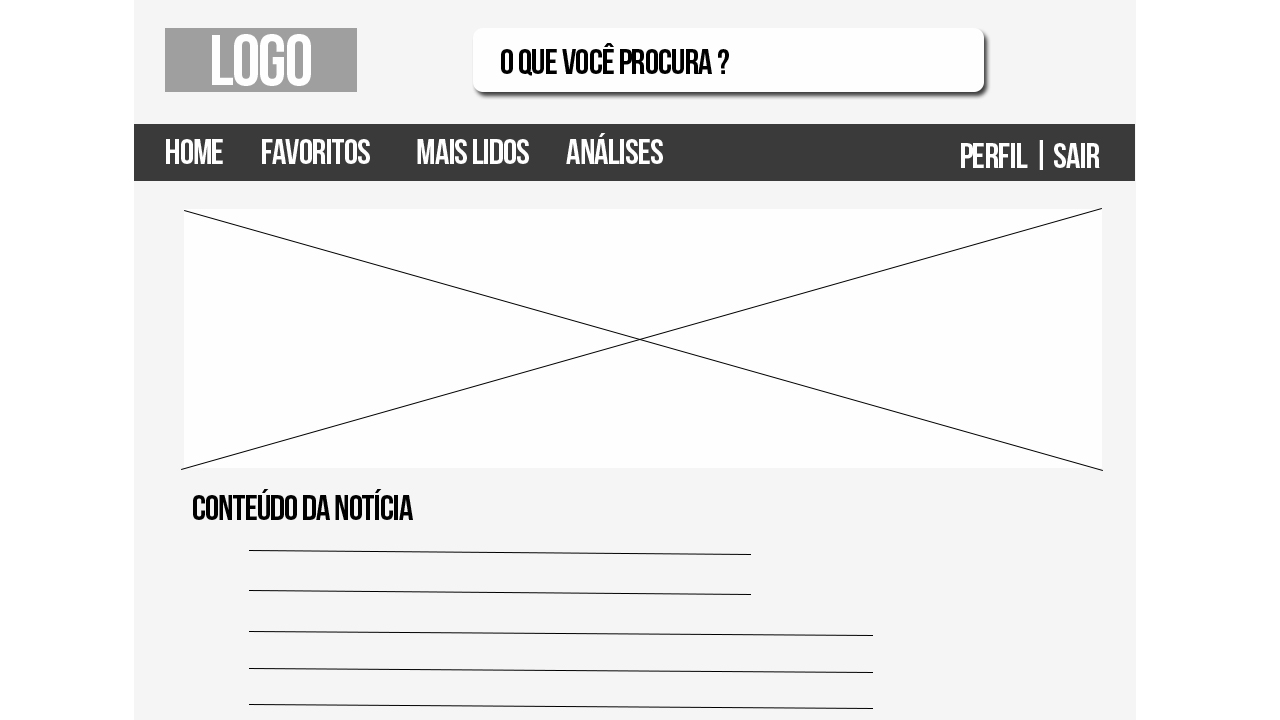 LOGO
O QUE VOCÊ PROCURA ?
HOME FAVORITOS MAIS LIDOS ANÁLISES PERFIL | SAIR
CONTEÚDO DA NOTÍCIA